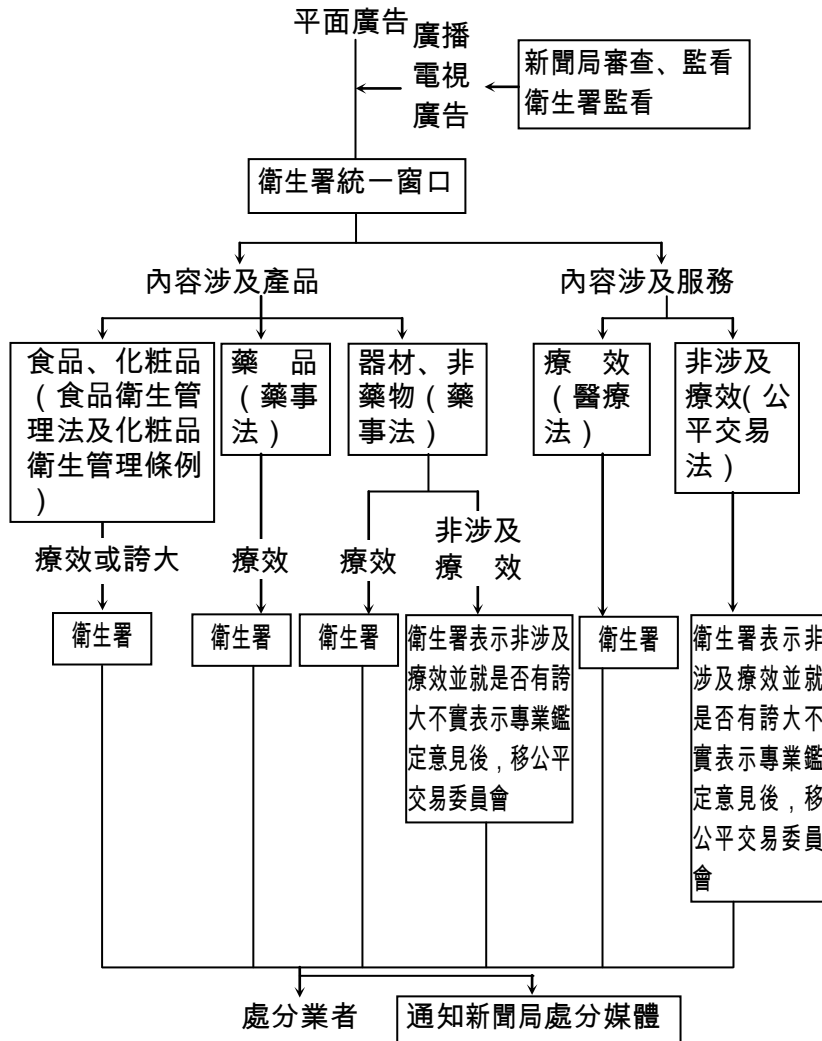 平面廣告
廣播
電視
廣告
新聞局審查、監看
衛生署監看
衛生署統一窗口
內容涉及產品
內容涉及服務
食品、化粧品
（食品衛生管
理法及化粧品
衛生管理條例
）
藥　品
（藥事
法）
器材、非
藥物（藥
事法）
療　效
（醫療
法）
非涉及
療效（公
平交易
法）
療效或誇大
療效
療效
非涉及
療　效
衛生署
衛生署
衛生署
衛生署表示非涉及
療效並就是否有誇
大不實表示專業鑑
定意見後，移公平
交易委員會
衛生署
衛生署表示非
涉及療效並就
是否有誇大不
實表示專業鑑
定意見後，移
公平交易委員
會
處分業者
通知新聞局處分媒體